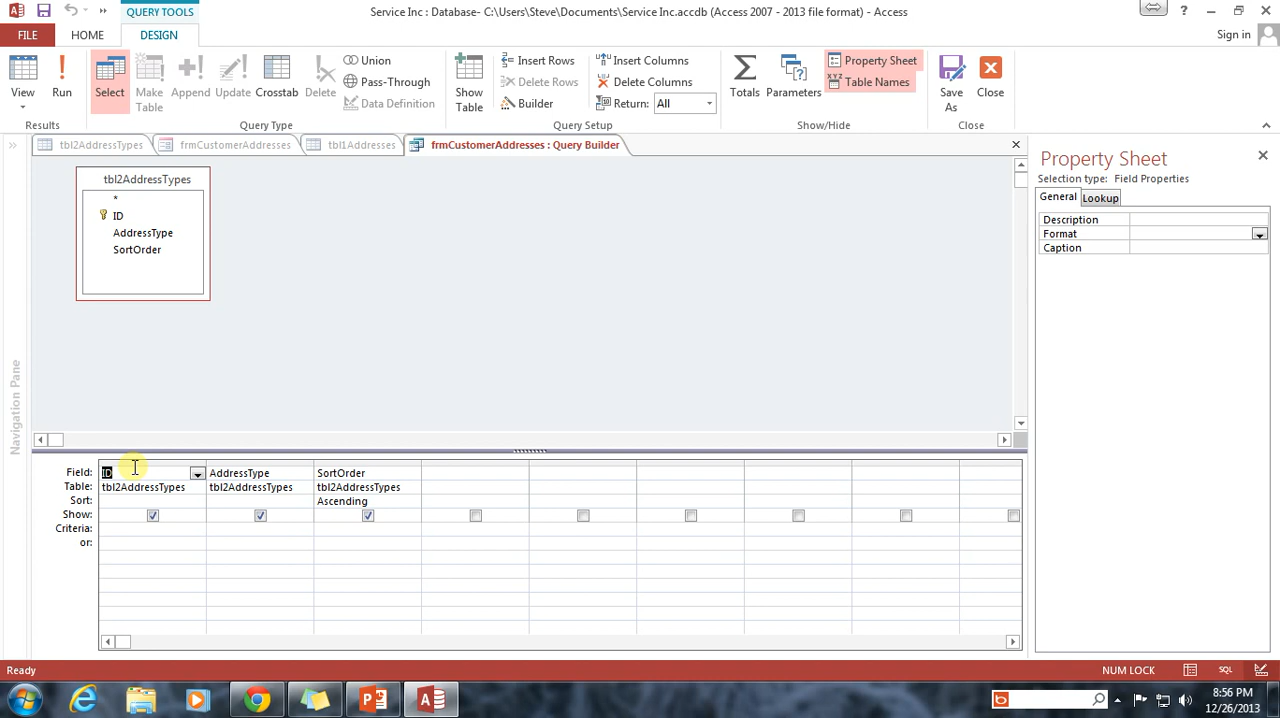 QUERY TOOLS
Service Inc : Database- C:\Users\Steve\Documents\Service Inc.accdb (Access 2007 - 2013 file format) - Access
FILE HOME DESIGN
Sign in
View
Run
Select
Make Table
Append
Update
Crosstab
Delete
Union
Pass-Through
Data Definition
Show Table
Insert Rows
Delete Rows
Builder
Insert Columns
Delete Columns
Return: All
Totals
Parameters
Property Sheet
XYZ Table Names
Save As
Close
Results Query Type Query Setup Show/Hide Close
tbl2AddressTypes frmCustomerAddresses tbl1Addresses frmCustomerAddresses : Query Builder
Navigation Pane
tbl2AddressTypes
*
ID
AddressType
SortOrder
Property Sheet
Selection type: Field Properties
General Lookup
Description
Format
Caption
Field: ID AddressType SortOrder
Table: tbl2AddressTypes tbl2AddressTypes tbl2AddressTypes
Sort: Ascending
Show:
Criteria:
or:
Ready
NUM LOCK
SQL
8:56 PM
12/26/2013